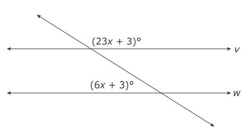 (23x + 3)°
v
(6x + 3)°
w